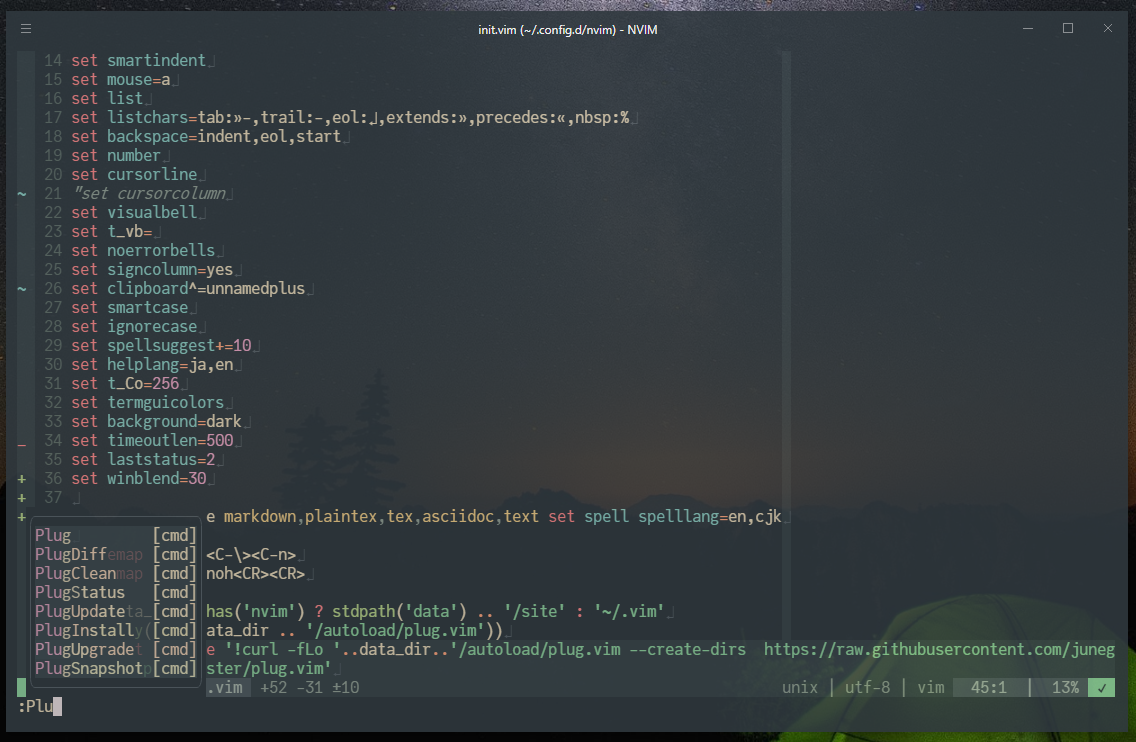 init.vim (~/.config.d/nvim) - NVIM
14 set smartindent
15 set mouse=a
16 set list
17 set listchars=tab:»-,trail:-,eol:⏌,extends:»,precedes:«,nbsp:%
18 set backspace=indent,eol,start
19 set number
20 set cursorline
~ 21 "set cursorcolumn
22 set visualbell
23 set t_vb=
24 set noerrorbells
25 set signcolumn=yes
~ 26 set clipboard^=unnamedplus
27 set smartcase
28 set ignorecase
29 set spellsuggest+=10
30 set helplang=ja,en
31 set t_Co=256
32 set termguicolors
33 set background=dark
_ 34 set timeoutlen=500
35 set laststatus=2
+ 36 set winblend=30
+ 37
+ e markdown,plaintex,tex,asciidoc,text set spell spelllang=en,cjk
Plug [cmd]
PlugDiff [cmd] <C-\><C-n>
PlugClean [cmd] noh<CR><CR>
PlugStatus [cmd]
PlugUpdate [cmd] has('nvim') ? stdpath('data') .. '/site' : '~/.vim'
PlugInstall [cmd] ata_dir .. '/autoload/plug.vim'))
PlugUpgrade [cmd] e '!curl -fLo '..data_dir..'/autoload/plug.vim --create-dirs  https://raw.githubusercontent.com/juneg
PlugSnapshot [cmd] ster/plug.vim'
.vim +52 -31 ±10 unix | utf-8 | vim 45:1 | 13% ✓
:Plu